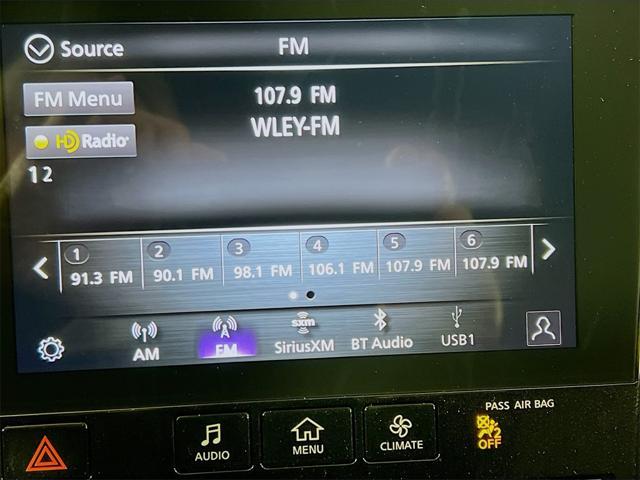 Source
FM
FM Menu
107.9 FM
HD Radio
WLEY-FM
12
1 2 3 4 5 6
91.3 FM 90.1 FM 98.1 FM 106.1 FM 107.9 FM 107.9 FM
AM FM SiriusXM BT Audio USB1
sxm
PASS AIR BAG
2
OFF
AUDIO MENU CLIMATE